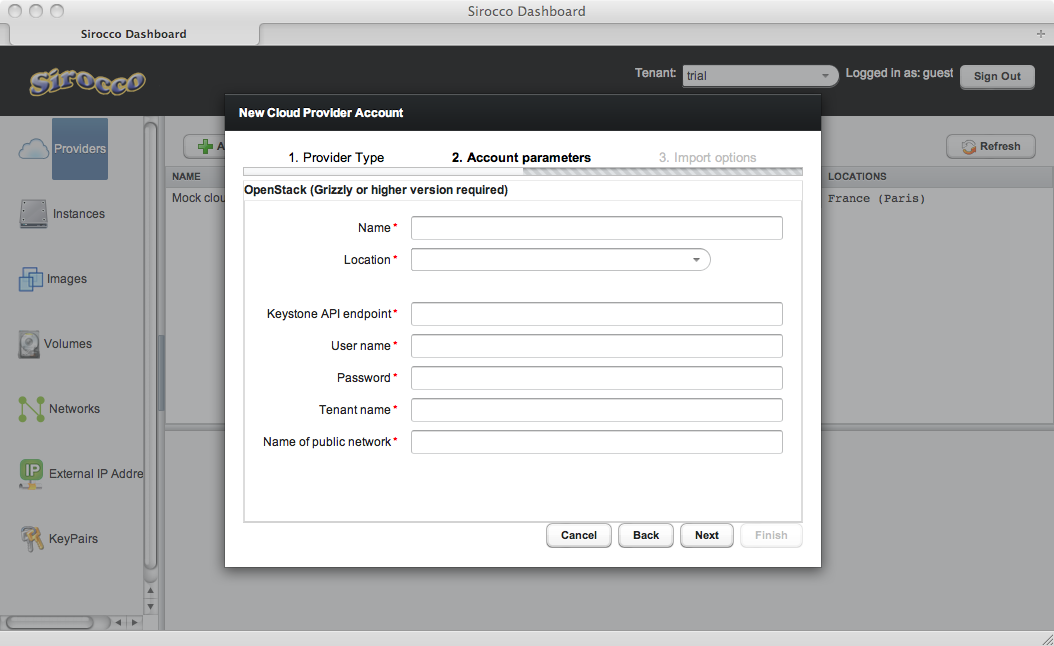 Sirocco Dashboard
Sirocco Dashboard
Sirocco
Tenant: trial Logged in as: guest Sign Out
New Cloud Provider Account
1. Provider Type 2. Account parameters 3. Import options
OpenStack (Grizzly or higher version required)
Name*
Location*
Keystone API endpoint*
User name*
Password*
Tenant name*
Name of public network*
Cancel Back Next Finish
Providers
Instances
Images
Volumes
Networks
IP External IP Addre
KeyPairs
A
Refresh
NAME LOCATIONS
Mock clou France (Paris)